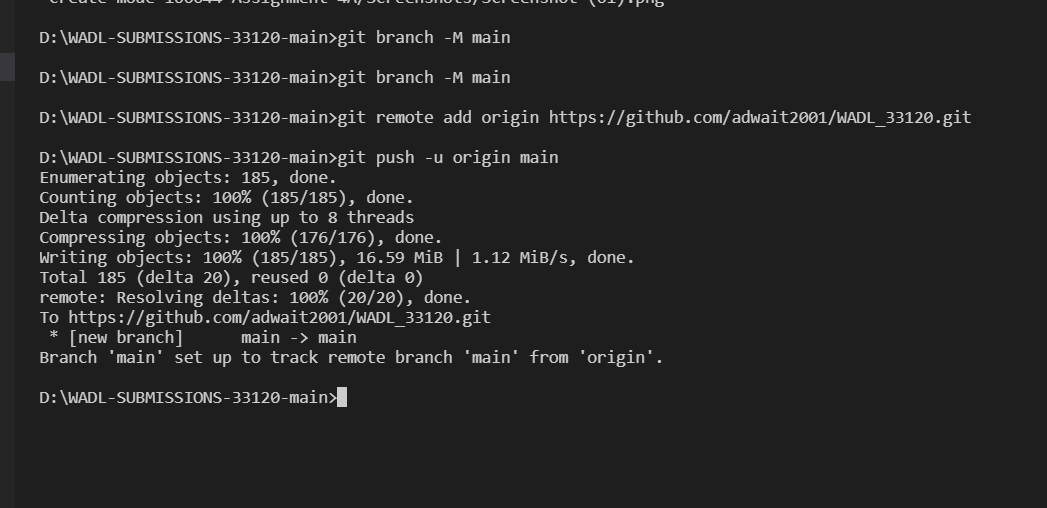 create mode 100644 Assignment 4A/Screenshots/Screenshot (61).png
D:\WADL-SUBMISSIONS-33120-main>git branch -M main
D:\WADL-SUBMISSIONS-33120-main>git branch -M main
D:\WADL-SUBMISSIONS-33120-main>git remote add origin https://github.com/adwait2001/WADL_33120.git
D:\WADL-SUBMISSIONS-33120-main>git push -u origin main
Enumerating objects: 185, done.
Counting objects: 100% (185/185), done.
Delta compression using up to 8 threads
Compressing objects: 100% (176/176), done.
Writing objects: 100% (185/185), 16.59 MiB | 1.12 MiB/s, done.
Total 185 (delta 20), reused 0 (delta 0)
remote: Resolving deltas: 100% (20/20), done.
To https://github.com/adwait2001/WADL_33120.git
 * [new branch]      main -> main
Branch 'main' set up to track remote branch 'main' from 'origin'.
D:\WADL-SUBMISSIONS-33120-main>